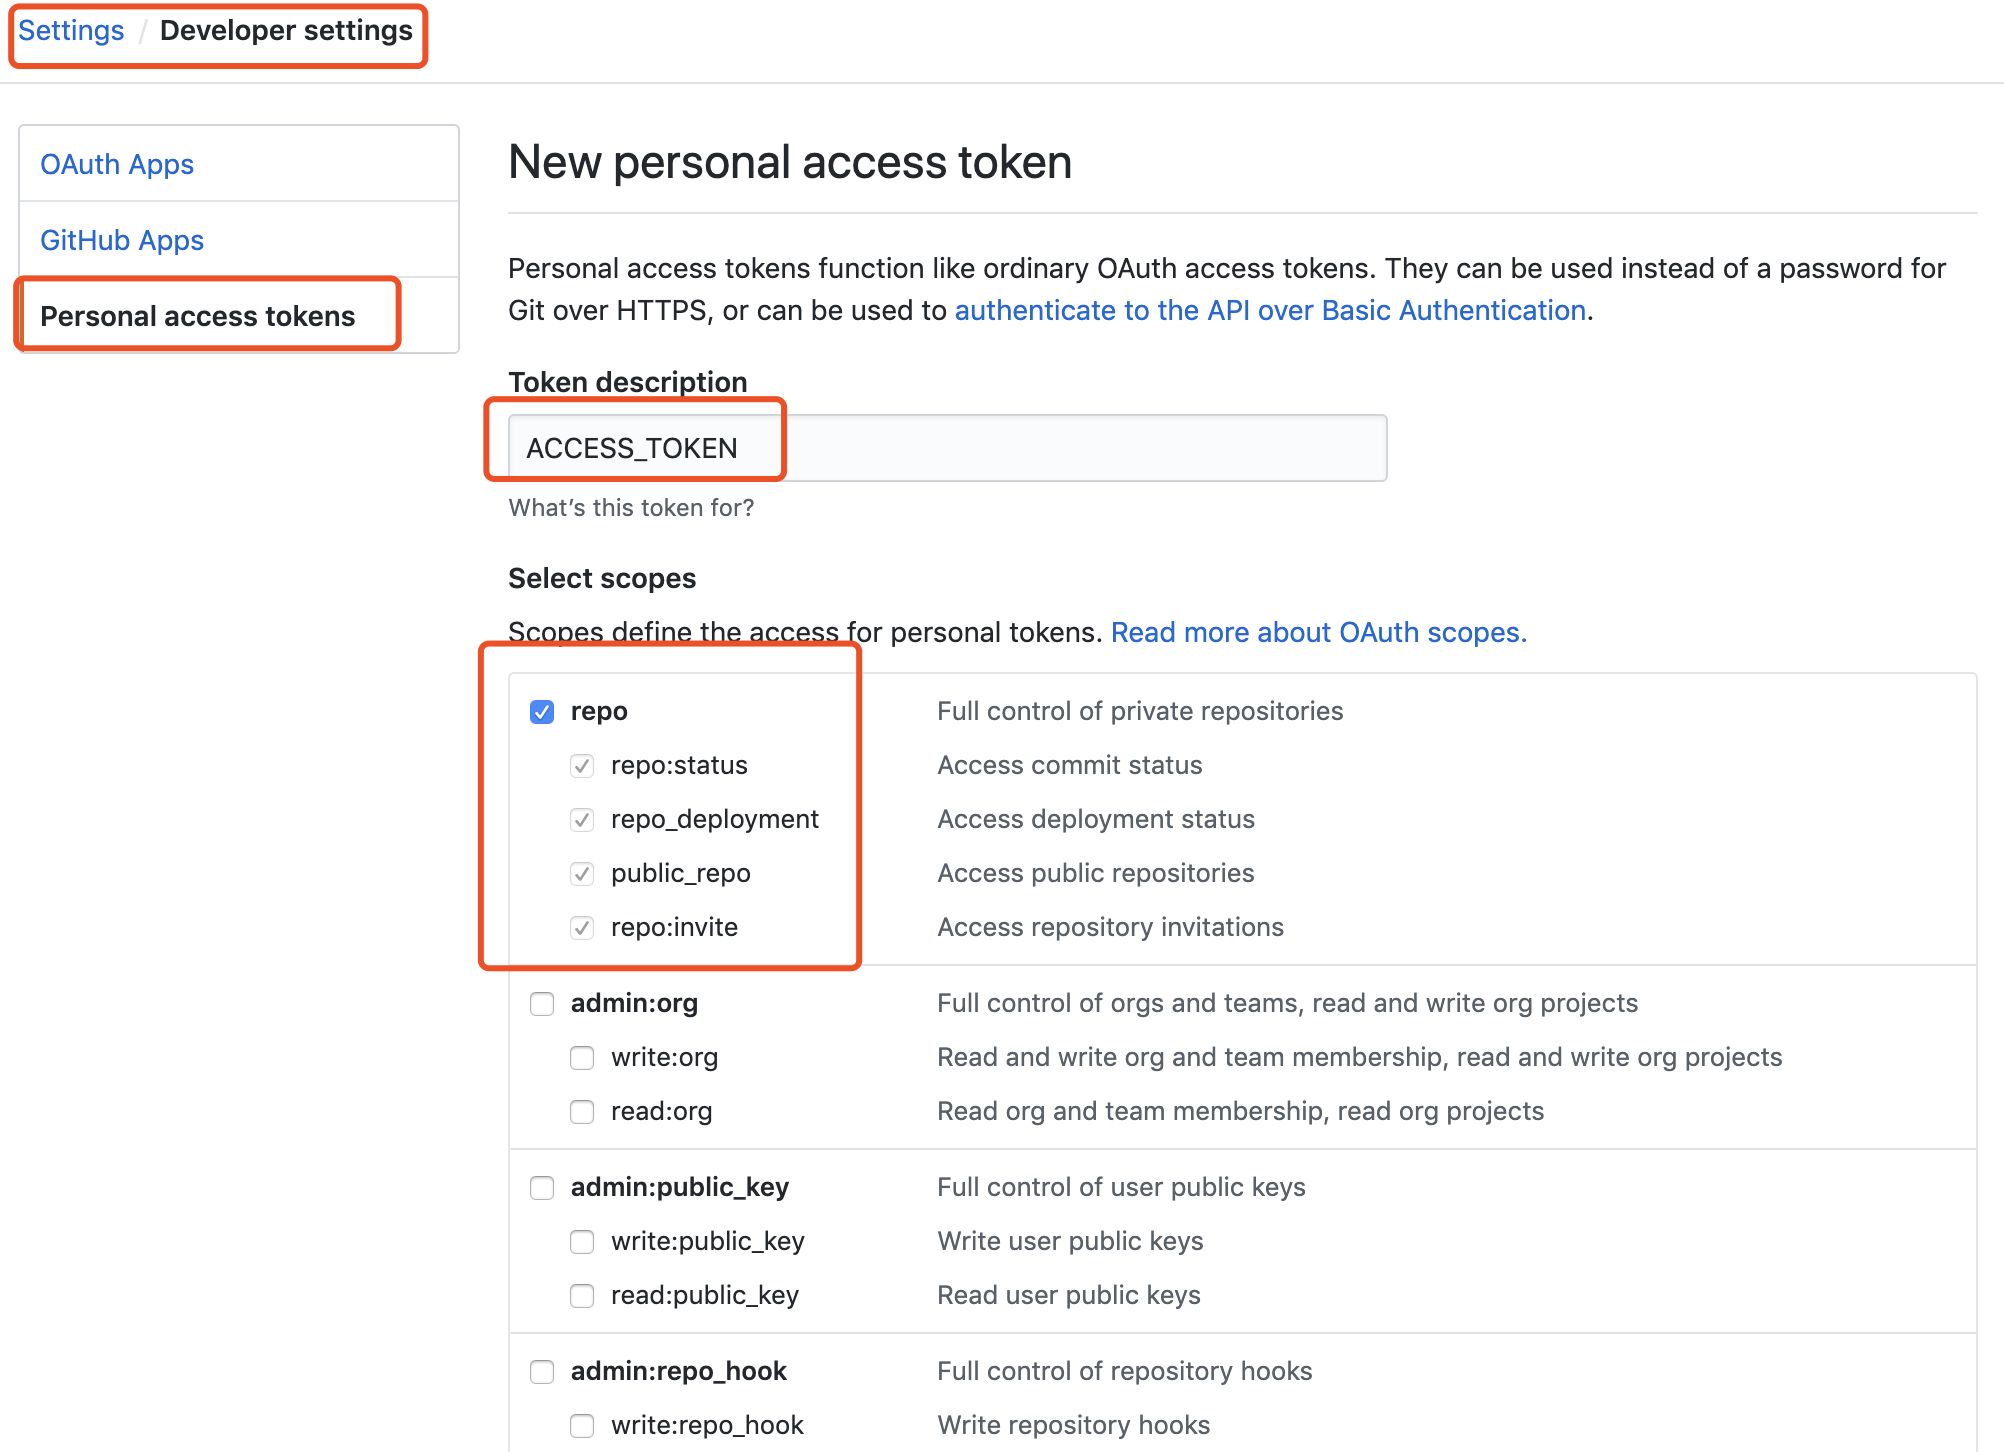 Settings / Developer settings
OAuth Apps
GitHub Apps
Personal access tokens
New personal access token
Personal access tokens function like ordinary OAuth access tokens. They can be used instead of a password for
Git over HTTPS, or can be used to authenticate to the API over Basic Authentication.
Token description
ACCESS_TOKEN
What’s this token for?
Select scopes
Scopes define the access for personal tokens. Read more about OAuth scopes.
repo Full control of private repositories
repo:status Access commit status
repo_deployment Access deployment status
public_repo Access public repositories
repo:invite Access repository invitations
admin:org Full control of orgs and teams, read and write org projects
write:org Read and write org and team membership, read and write org projects
read:org Read org and team membership, read org projects
admin:public_key Full control of user public keys
write:public_key Write user public keys
read:public_key Read user public keys
admin:repo_hook Full control of repository hooks
write:repo_hook Write repository hooks